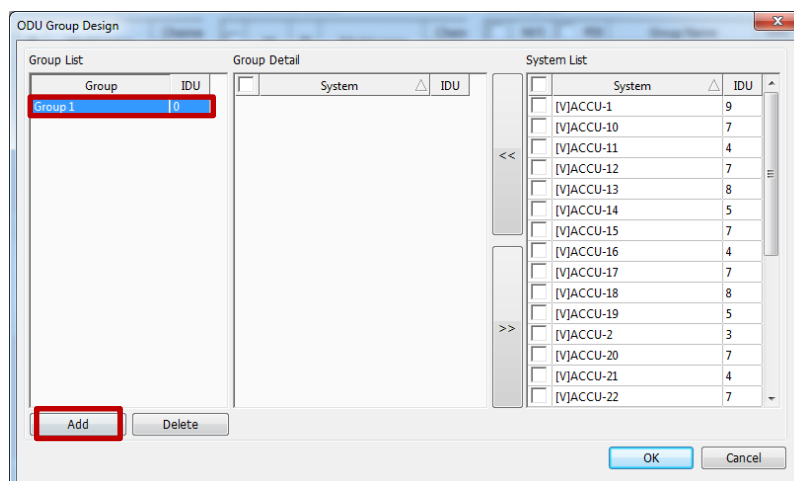 ODU Group Design
Group List
Group Detail
System List
Group IDU
System IDU
System IDU
Group 1 0
[V]ACCU-1 9
[V]ACCU-10 7
[V]ACCU-11 4
<<
[V]ACCU-12 7
[V]ACCU-13 8
[V]ACCU-14 5
[V]ACCU-15 7
[V]ACCU-16 4
[V]ACCU-17 7
[V]ACCU-18 8
[V]ACCU-19 5
>>
[V]ACCU-2 3
[V]ACCU-20 7
[V]ACCU-21 4
[V]ACCU-22 7
Add
Delete
OK
Cancel